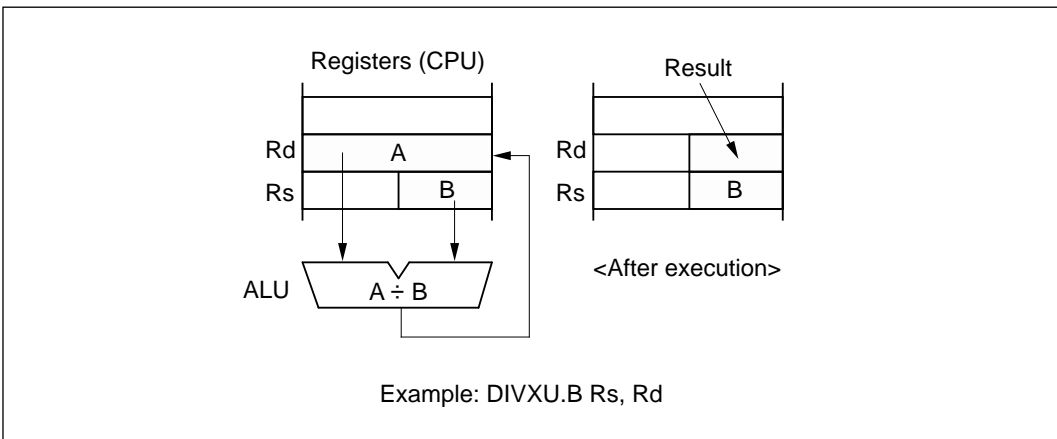 Registers (CPU)
Result
Rd
A
Rd
Rs
B
Rs
B
<After execution>
ALU
A ÷ B
Example: DIVXU.B Rs, Rd